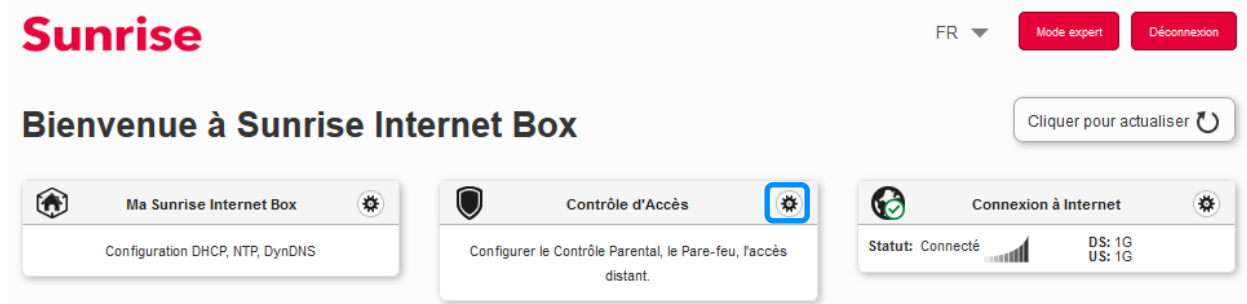 Sunrise
FR
Mode expert
Déconnexion
Bienvenue à Sunrise Internet Box
Cliquer pour actualiser
Ma Sunrise Internet Box
Configuration DHCP, NTP, DynDNS
Contrôle d'Accès
Configurer le Contrôle Parental, le Pare-feu, l'accès
distant.
Connexion à Internet
Statut: Connecté
DS: 1G
US: 1G